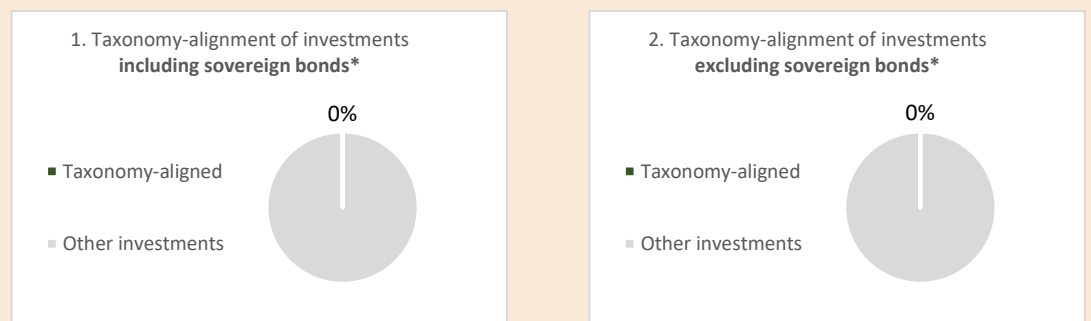 1. Taxonomy-alignment of investments
including sovereign bonds*
0%
Taxonomy-aligned
Other investments
2. Taxonomy-alignment of investments
excluding sovereign bonds*
0%
Taxonomy-aligned
Other investments